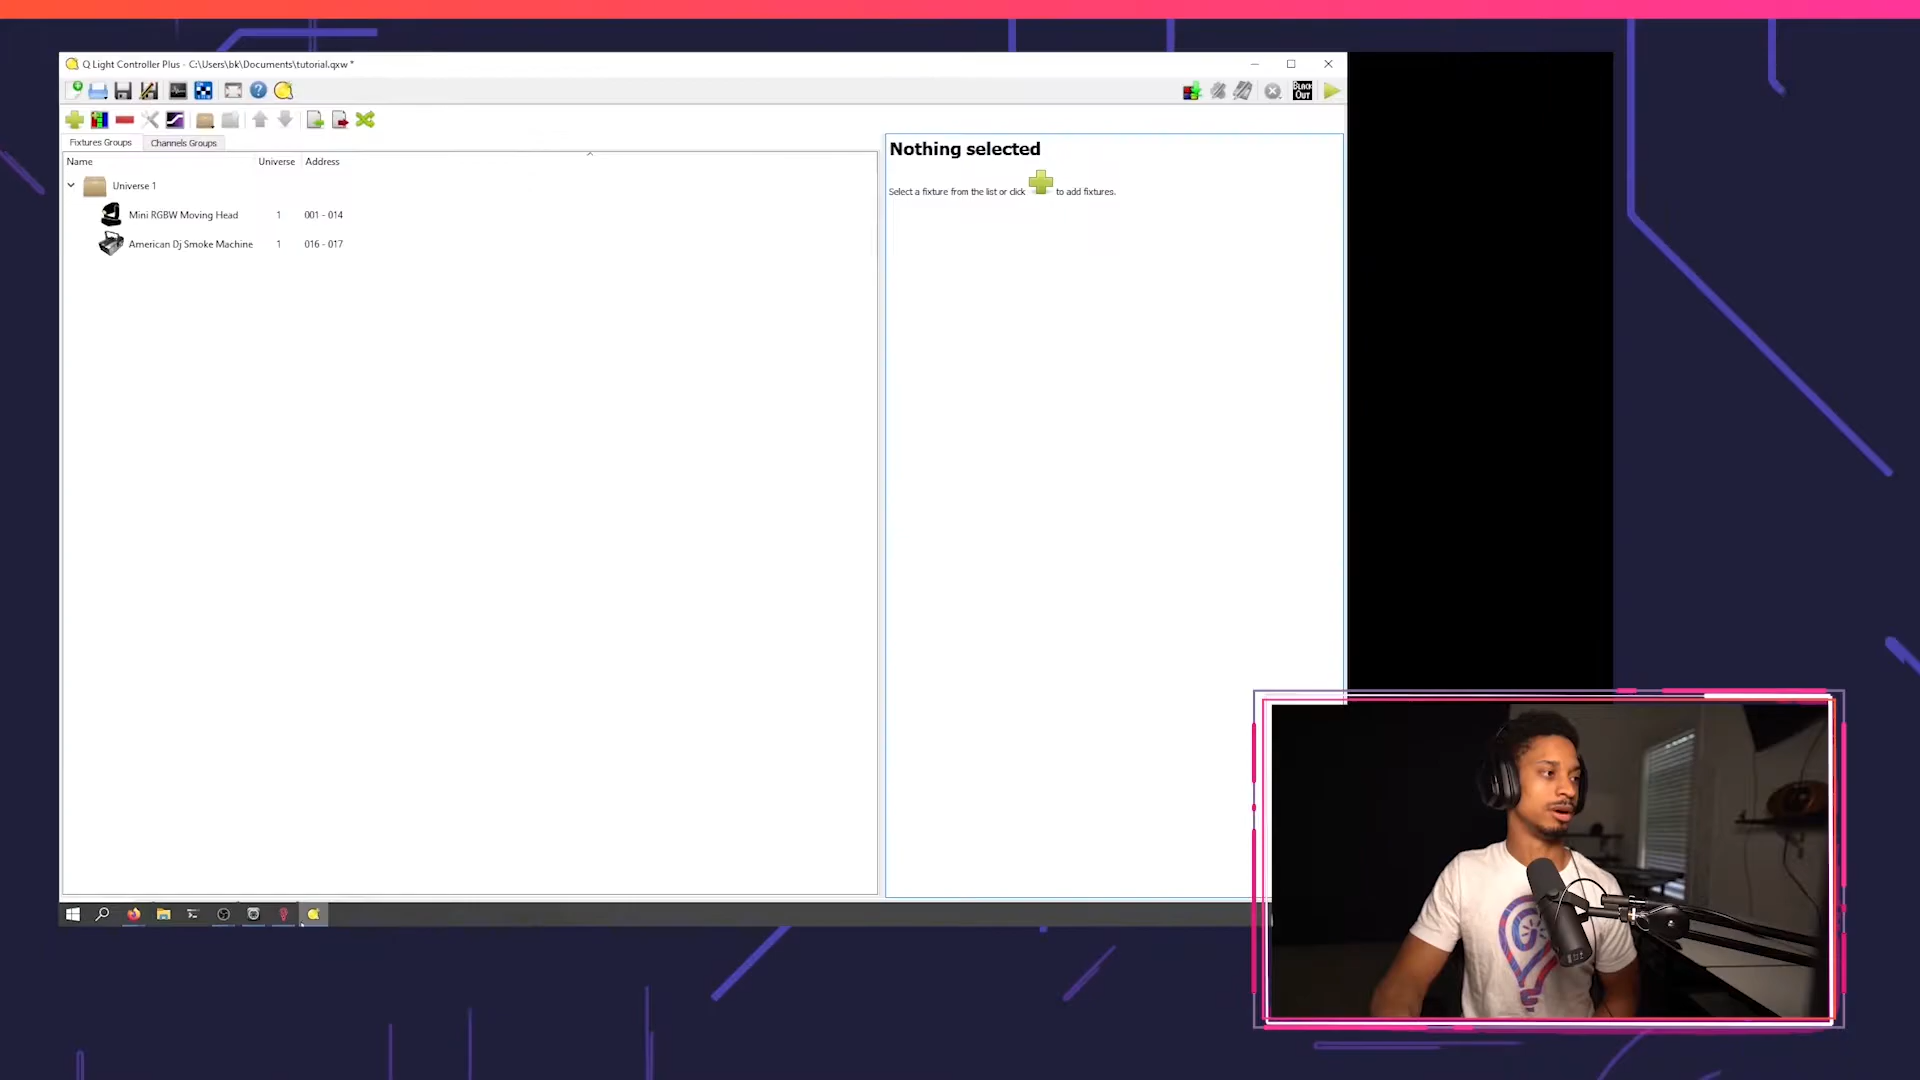 Q Light Controller Plus - C:\Users\bk\Documents\tutorial.qxw *
BLACK
OUT
Fixtures Groups
Channels Groups
Name Universe Address
Universe 1
Mini RGBW Moving Head 1 001 - 014
American Dj Smoke Machine 1 016 - 017
Nothing selected
Select a fixture from the list or click to add fixtures.